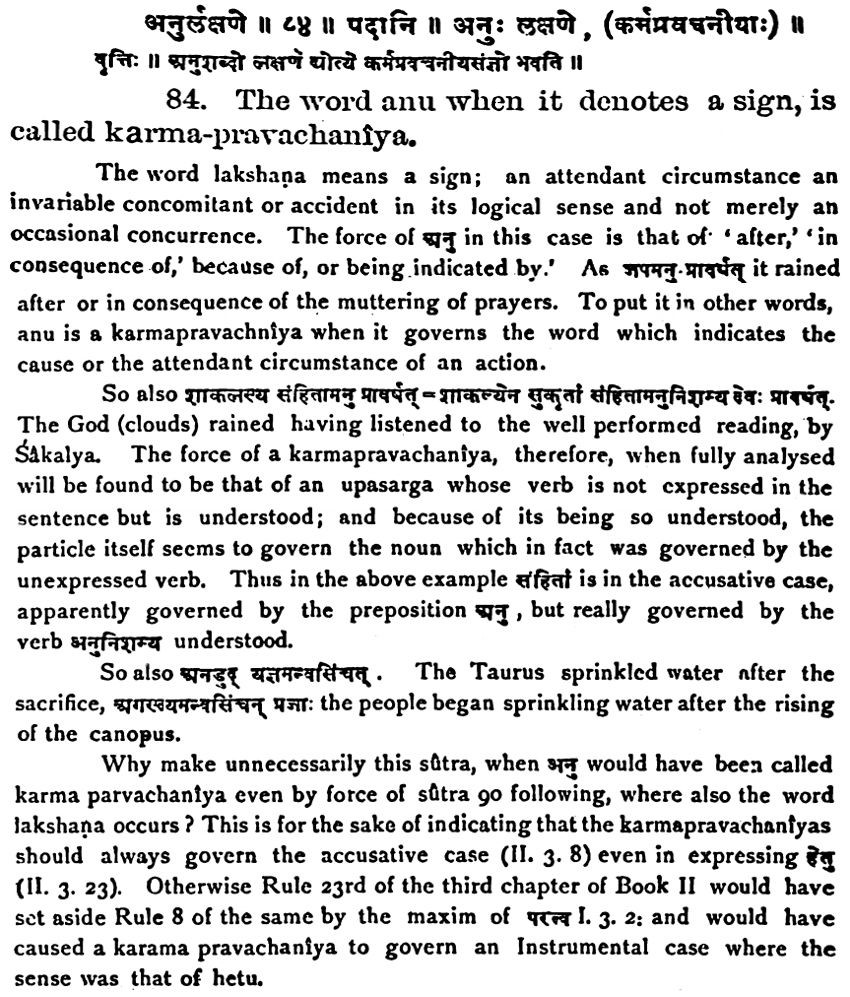 अनुर्लक्षणे ॥ ८४ ॥ पदानि ॥ अनुः लक्षणे , (कर्मप्रवचनीयाः) ॥
वृत्तिः ॥ अनुशब्दो लक्षणे द्योत्ये कर्मप्रवचनीयसंज्ञो भवति ॥
84. The word anu when it denotes a sign, is
called karma-pravachanîya.
The word lakshaṇa means a sign; an attendant circumstance an
invariable concomitant or accident in its logical sense and not merely an
occasional concurrence. The force of अनु in this case is that of 'after,' 'in
consequence of,' because of, or being indicated by.' As जपमनु-प्रावर्षत् it rained
after or in consequence of the muttering of prayers. To put it in other words,
anu is a karmapravachnîya when it governs the word which indicates the
cause or the attendant circumstance of an action.
So also शाकलस्य संहितामनु प्रावर्षत् = शाकल्येन सुकृतां संहितामनुनिशम्य देवः प्रावर्षत्.
The God (clouds) rained having listened to the well performed reading, by
Śâkalya. The force of a karmapravachanîya, therefore, when fully analysed
will be found to be that of an upasarga whose verb is not expressed in the
sentence but is understood; and because of its being so understood, the
particle itself seems to govern the noun which in fact was governed by the
unexpressed verb. Thus in the above example संहितां is in the accusative case,
apparently governed by the preposition अनु , but really governed by the
verb अनुनिशम्य understood.
So also अनडुद् यज्ञमन्वसिंचत् . The Taurus sprinkled water after the
sacrifice, अगस्त्यमन्वसिंचन् प्रजाः the people began sprinkling water after the rising
of the canopus.
Why make unnecessarily this sûtra, when अनु would have been called
karma parvachanîya even by force of sûtra 90 following, where also the word
lakshaṇa occurs ? This is for the sake of indicating that the karmapravachanîyas
should always govern the accusative case (II. 3. 8) even in expressing हेतु
(II. 3. 23). Otherwise Rule 23rd of the third chapter of Book II would have
set aside Rule 8 of the same by the maxim of परत्व I. 3. 2: and would have
caused a karama pravachanîya to govern an Instrumental case where the
sense was that of hetu.